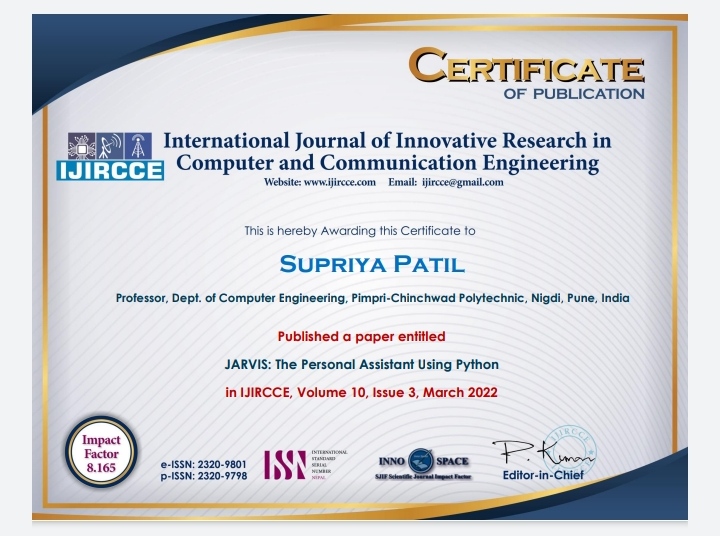 CERTIFICATE
OF PUBLICATION
IJIRCCE
International Journal of Innovative Research in
Computer and Communication Engineering
Website: www.ijircce.com Email: ijircce@gmail.com
This is hereby Awarding this Certificate to
SUPRIYA PATIL
Professor, Dept. of Computer Engineering, Pimpri-Chinchwad Polytechnic, Nigdi, Pune, India
Published a paper entitled
JARVIS: The Personal Assistant Using Python
in IJIRCCE, Volume 10, Issue 3, March 2022
Impact
Factor
8.165
e-ISSN: 2320-9801
p-ISSN: 2320-9798
ISSN
INTERNATIONAL
STANDARD
SERIAL
NUMBER
NEPAL
INNO SPACE
SJIF Scientific Journal Impact Factor
IJIRCCE
P. Kumar
Editor-in-Chief